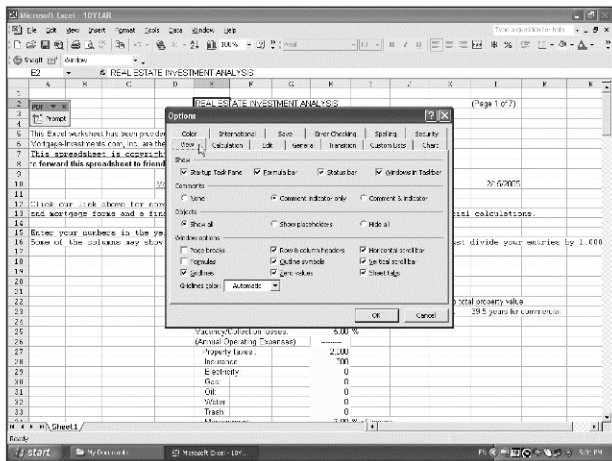 Microsoft Excel - 10YEAR
File Edit View Insert Format Tools Data Window Help
Type a question for help
100%
SnagIt Window
E2 REAL ESTATE INVESTMENT ANALYSIS
REAL ESTATE INVESTMENT ANALYSIS (Page 1 of 7)
PDF
Prompt
This Excel worksheet has been provided
Mortgage-Investments.com, Inc. are the
This spreadsheet is copyright
to forward this spreadsheet to friend
Click our link above for more
and mortgage forms and a fina cial calculations.
Enter your numbers in the ye
Some of the columns may show ust divide your entries by 1,000
Options
Color International Save Error Checking Spelling Security
View Calculation Edit General Transition Custom Lists Chart
Show
Startup Task Pane Formula bar Status bar Windows in Taskbar
Comments
None Comment indicator only Comment & indicator
Objects
Show all Show placeholders Hide all
Window options
Page breaks Row & column headers Horizontal scroll bar
Formulas Outline symbols Vertical scroll bar
Gridlines Zero values Sheet tabs
Gridlines color: Automatic
OK Cancel
total property value
39.5 years for commercial
Vacancy/Collection losses: 6.00 %
(Annual Operating Expenses)
Property taxes: 2,000
Insurance
Electricity: 0
Gas: 0
Oil: 0
Water 0
Trash: 0
Sheet1
Ready
start My Documents Microsoft Excel - 10Y...